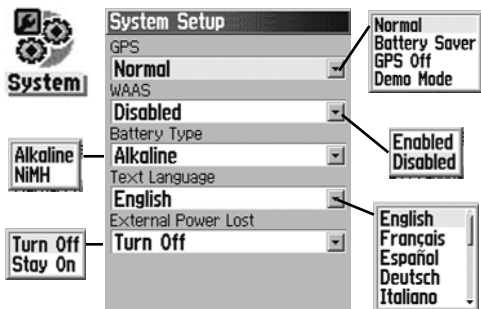 System
System Setup
GPS
Normal
WAAS
Disabled
Battery Type
Alkaline
Text Language
English
External Power Lost
Turn Off
Normal
Battery Saver
GPS Off
Demo Mode
Enabled
Disabled
Alkaline
NiMH
English
Français
Español
Deutsch
Italiano
Turn Off
Stay On